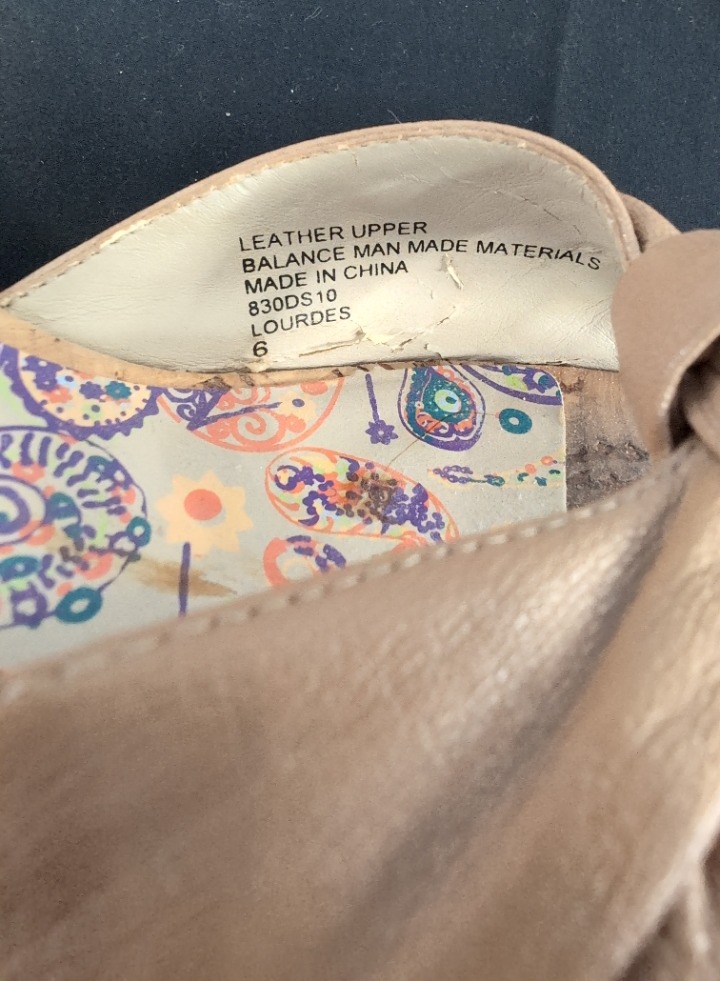 LEATHER UPPER
BALANCE MAN MADE MATERIALS
MADE IN CHINA
830DS10
LOURDES
6